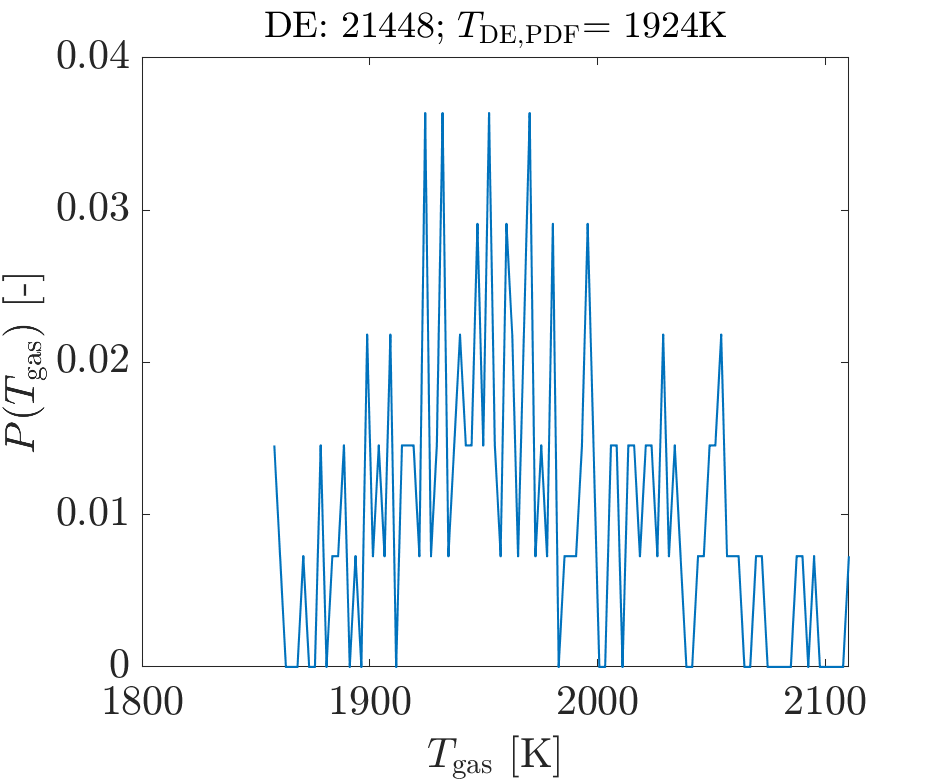 DE: 21448; T_DE,PDF= 1924K
0.04
0.03
0.02
0.01
0
P(T_gas) [-]
1800 1900 2000 2100
T_gas [K]